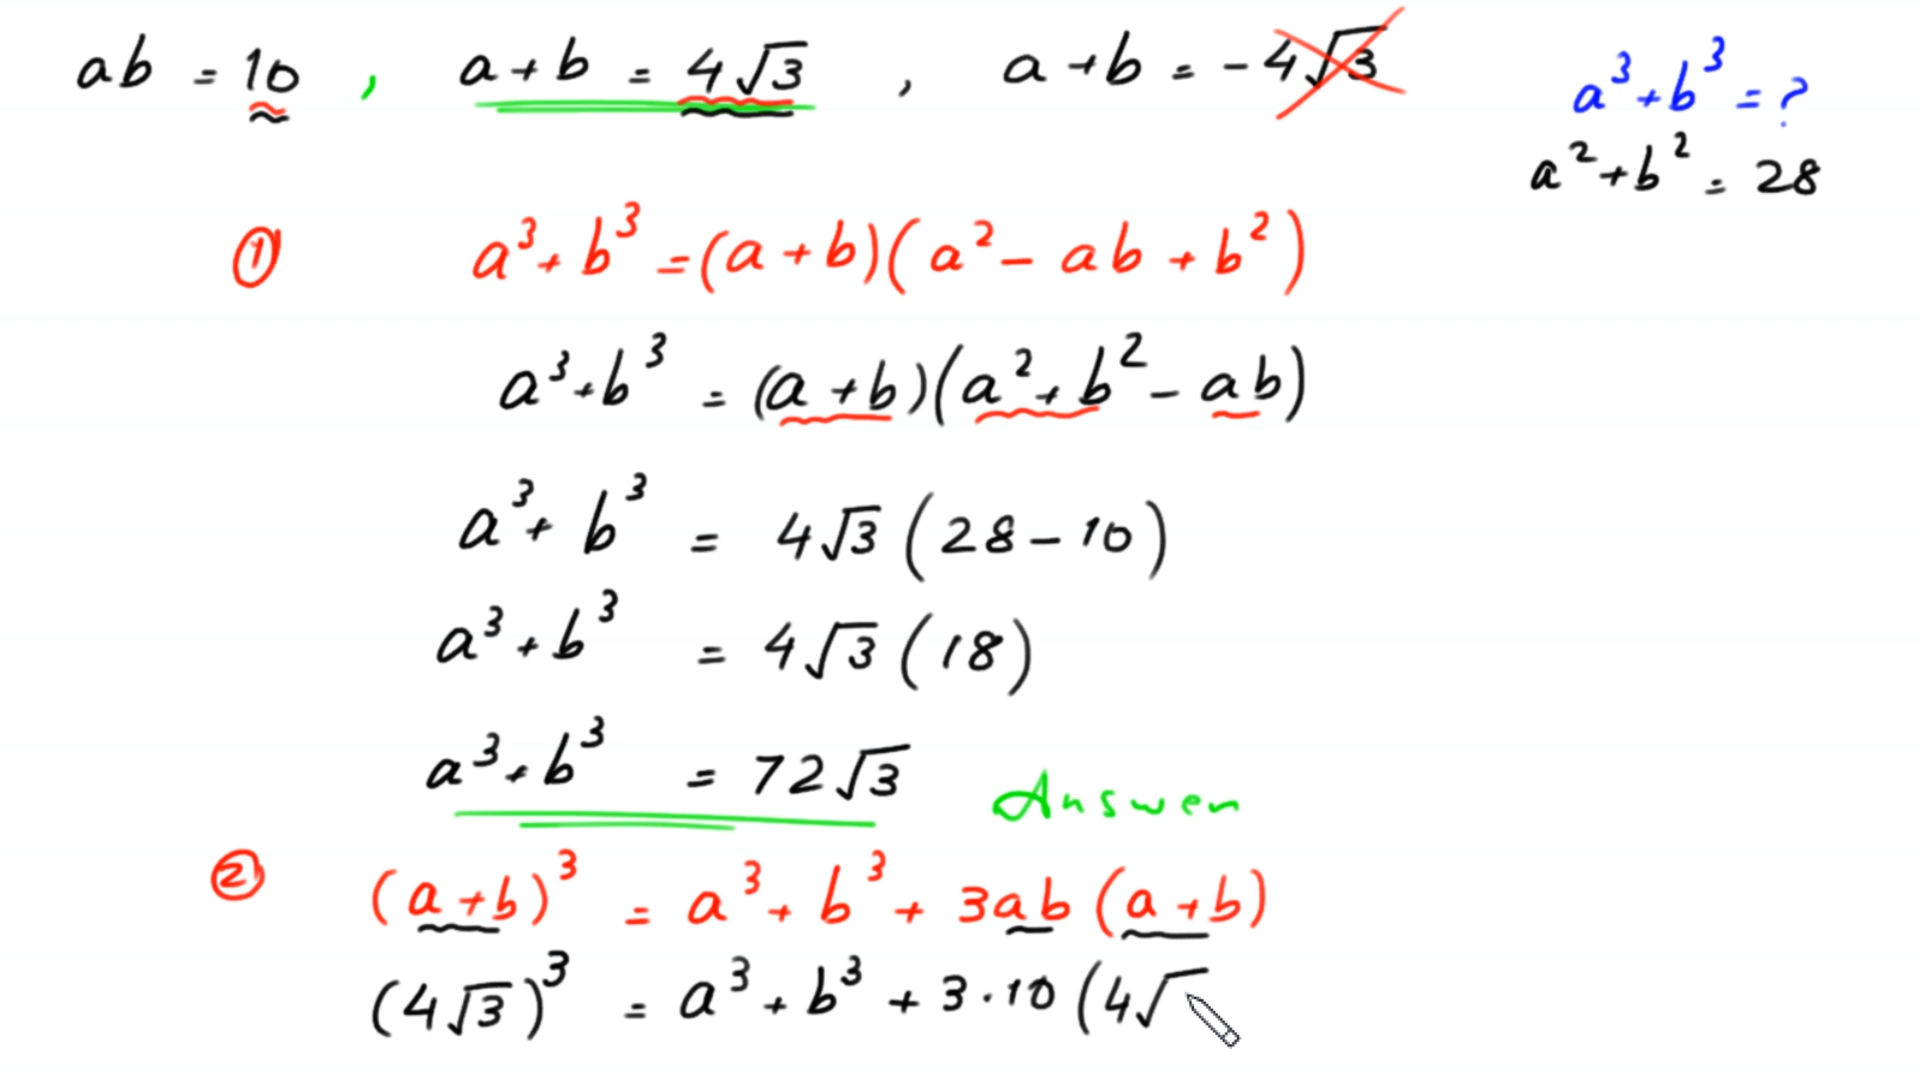 ab = 10 , a + b = 4√3 , a + b = -4√3
a³ + b³ = ?
a² + b² = 28
① a³ + b³ = (a + b)(a² - ab + b²)
a³ + b³ = (a + b)(a² + b² - ab)
a³ + b³ = 4√3 (28 - 10)
a³ + b³ = 4√3 (18)
a³ + b³ = 72√3 Answer
② (a + b)³ = a³ + b³ + 3ab (a + b)
(4√3)³ = a³ + b³ + 3 · 10 (4√